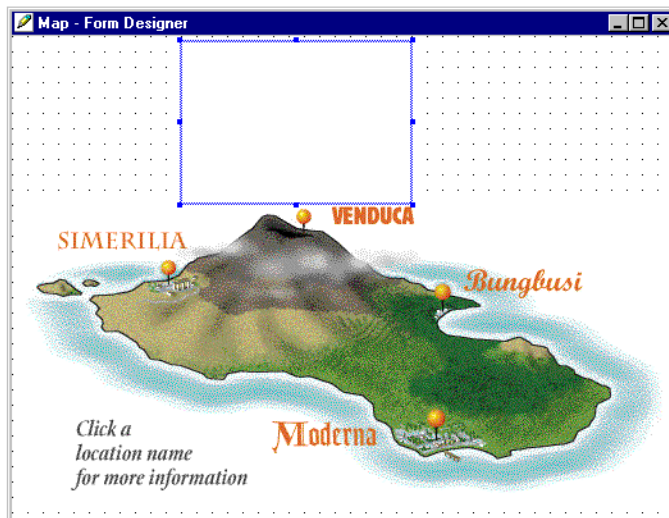 Map - Form Designer
VENDUCA
SIMERILIA
Bungbusi
Moderna
Click a
location name
for more information